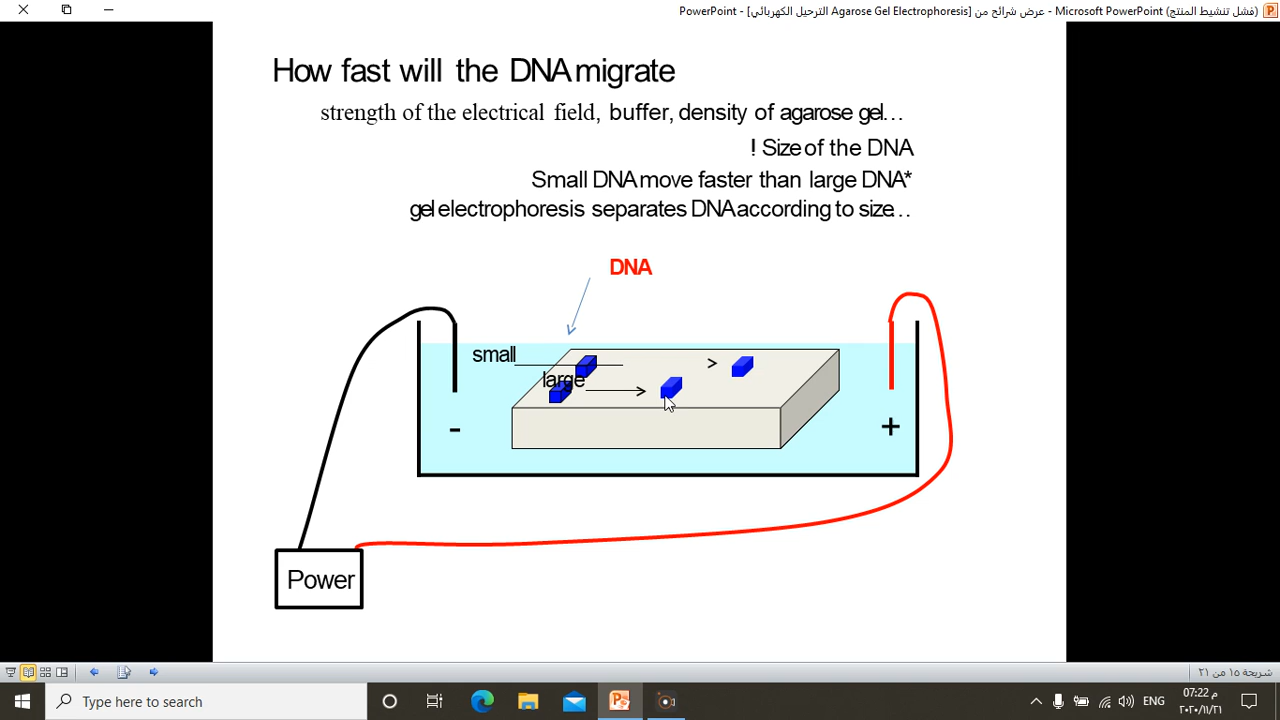 (فشل تنشيط المنتج) Microsoft PowerPoint - عرض شرائح من [Agarose Gel Electrophoresis الترحيل الكهربائي] - PowerPoint
How fast will the DNA migrate
strength of the electrical field, buffer, density of agarose gel…
! Size of the DNA
Small DNA move faster than large DNA*
gel electrophoresis separates DNA according to size…
DNA
small
>
large
>
-
+
Power
شريحة ١٥ من ٢١
Type here to search
ENG
07:22 م
٢٠٢٠/١١/٢١